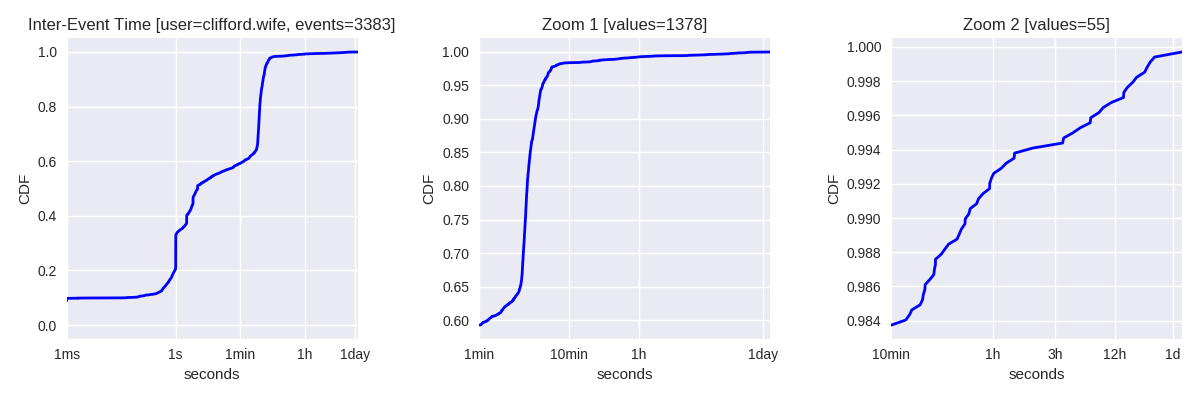 Inter-Event Time [user=clifford.wife, events=3383]
1.0
0.8
0.6
0.4
0.2
0.0
CDF
1ms
1s
1min
1h
1day
seconds
Zoom 1 [values=1378]
1.00
0.95
0.90
0.85
0.80
0.75
0.70
0.65
0.60
CDF
1min
10min
1h
1day
seconds
Zoom 2 [values=55]
1.000
0.998
0.996
0.994
0.992
0.990
0.988
0.986
0.984
CDF
10min
1h
3h
12h
1d
seconds